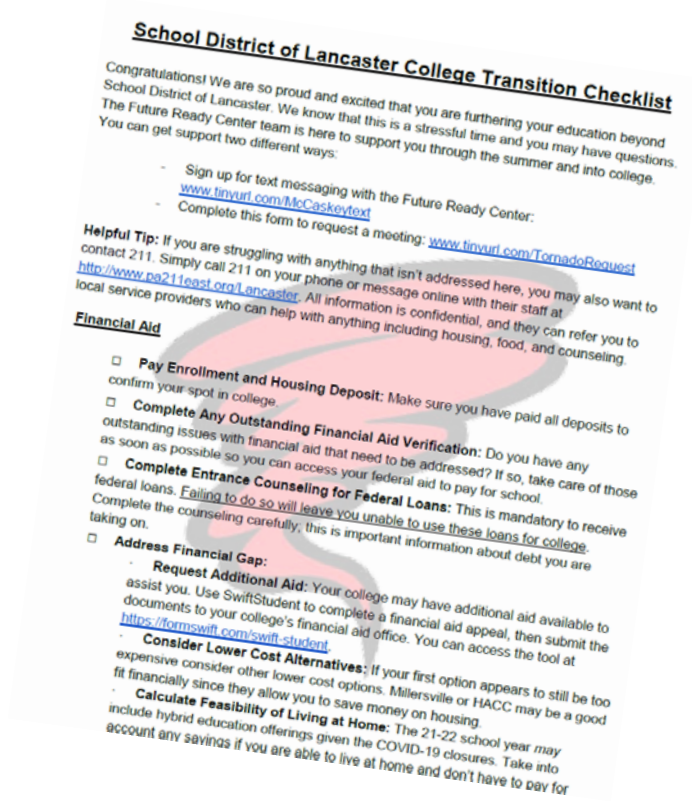 School District of Lancaster College Transition Checklist
Congratulations! We are so proud and excited that you are furthering your education beyond
School District of Lancaster. We know that this is a stressful time and you may have questions.
The Future Ready Center team is here to support you through the summer and into college.
You can get support two different ways:
- Sign up for text messaging with the Future Ready Center:
www.tinyurl.com/McCaskeytext
- Complete this form to request a meeting: www.tinyurl.com/TornadoRequest
Helpful Tip: If you are struggling with anything that isn't addressed here, you may also want to
contact 211. Simply call 211 on your phone or message online with their staff at
http://www.pa211east.org/Lancaster. All information is confidential, and they can refer you to
local service providers who can help with anything including housing, food, and counseling.
Financial Aid
☐ Pay Enrollment and Housing Deposit: Make sure you have paid all deposits to
confirm your spot in college.
☐ Complete Any Outstanding Financial Aid Verification: Do you have any
outstanding issues with financial aid that need to be addressed? If so, take care of those
as soon as possible so you can access your federal aid to pay for school.
☐ Complete Entrance Counseling for Federal Loans: This is mandatory to receive
federal loans. Failing to do so will leave you unable to use these loans for college.
Complete the counseling carefully, this is important information about debt you are
taking on.
☐ Address Financial Gap:
· Request Additional Aid: Your college may have additional aid available to
assist you. Use SwiftStudent to complete a financial aid appeal, then submit the
documents to your college's financial aid office. You can access the tool at
https://formswift.com/swift-student.
· Consider Lower Cost Alternatives: If your first option appears to still be too
expensive consider other lower cost options. Millersville or HACC may be a good
fit financially since they allow you to save money on housing.
· Calculate Feasibility of Living at Home: The 21-22 school year may
include hybrid education offerings given the COVID-19 closures. Take into
account any savings if you are able to live at home and don't have to pay for